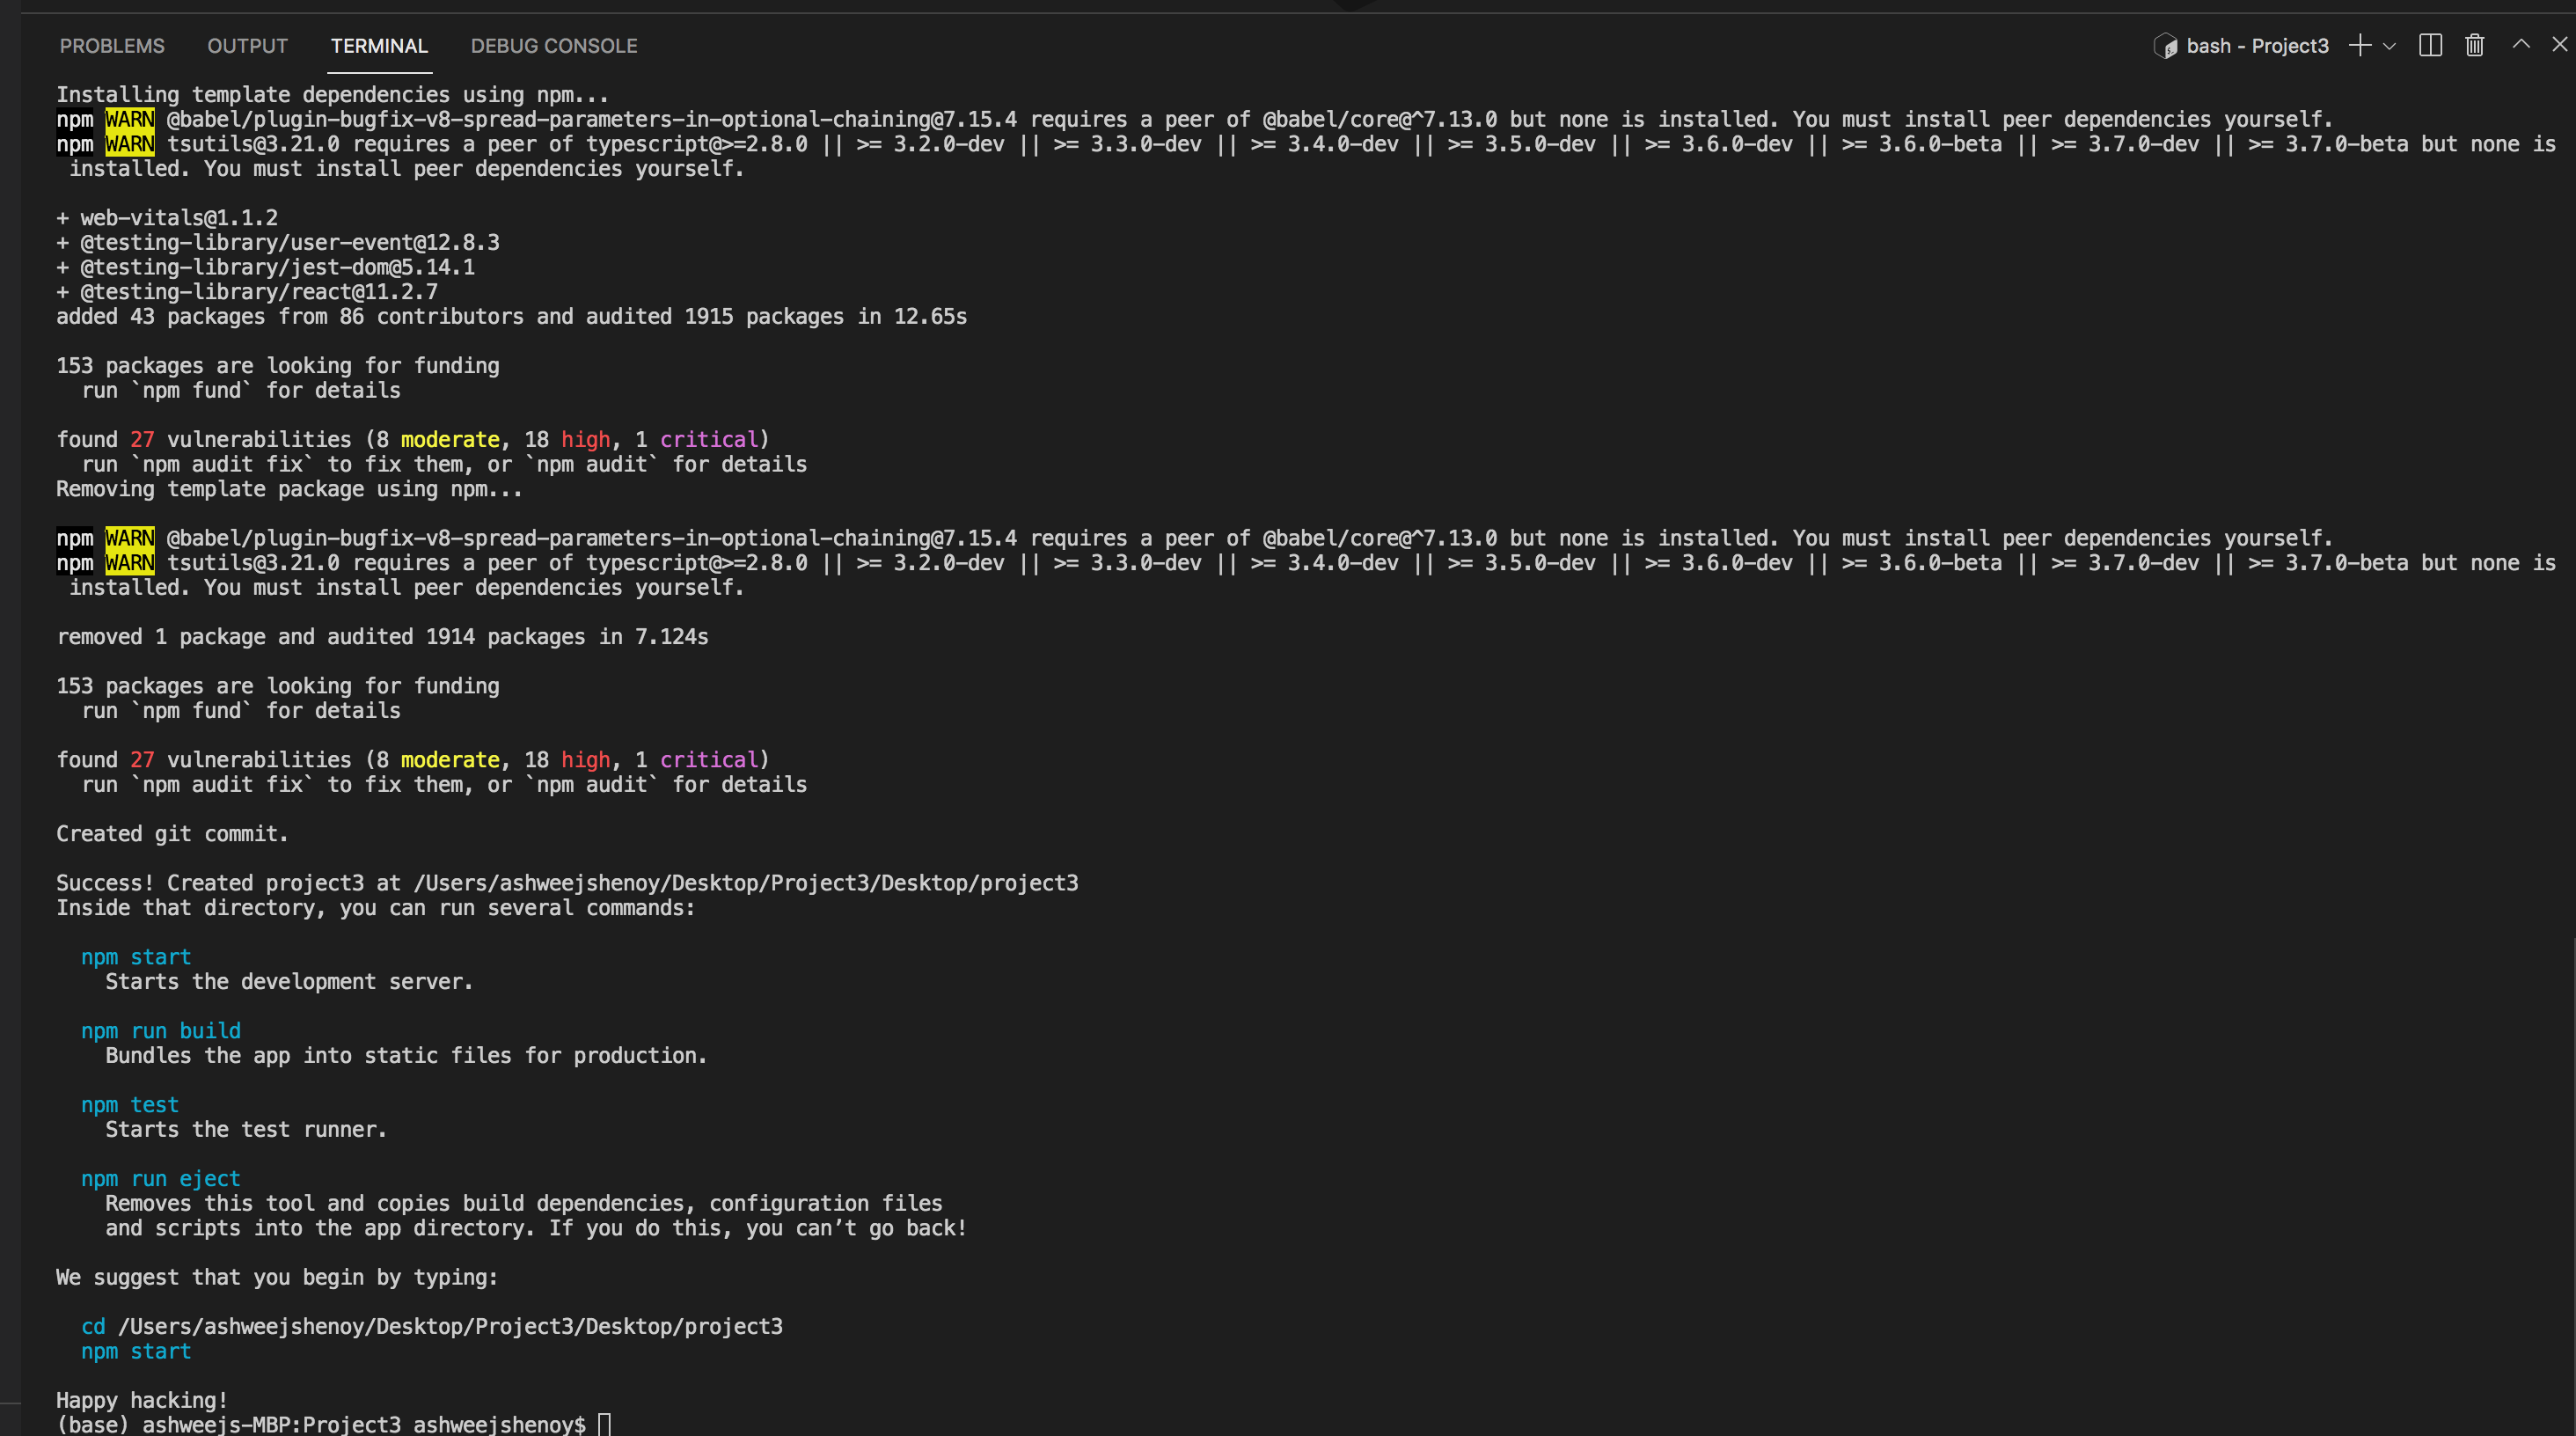 PROBLEMS OUTPUT TERMINAL DEBUG CONSOLE bash - Project3
Installing template dependencies using npm...
npm WARN @babel/plugin-bugfix-v8-spread-parameters-in-optional-chaining@7.15.4 requires a peer of @babel/core@^7.13.0 but none is installed. You must install peer dependencies yourself.
npm WARN tsutils@3.21.0 requires a peer of typescript@>=2.8.0 || >= 3.2.0-dev || >= 3.3.0-dev || >= 3.4.0-dev || >= 3.5.0-dev || >= 3.6.0-dev || >= 3.6.0-beta || >= 3.7.0-dev || >= 3.7.0-beta but none is
installed. You must install peer dependencies yourself.
+ web-vitals@1.1.2
+ @testing-library/user-event@12.8.3
+ @testing-library/jest-dom@5.14.1
+ @testing-library/react@11.2.7
added 43 packages from 86 contributors and audited 1915 packages in 12.65s
153 packages are looking for funding
run `npm fund` for details
found 27 vulnerabilities (8 moderate, 18 high, 1 critical)
run `npm audit fix` to fix them, or `npm audit` for details
Removing template package using npm...
npm WARN @babel/plugin-bugfix-v8-spread-parameters-in-optional-chaining@7.15.4 requires a peer of @babel/core@^7.13.0 but none is installed. You must install peer dependencies yourself.
npm WARN tsutils@3.21.0 requires a peer of typescript@>=2.8.0 || >= 3.2.0-dev || >= 3.3.0-dev || >= 3.4.0-dev || >= 3.5.0-dev || >= 3.6.0-dev || >= 3.6.0-beta || >= 3.7.0-dev || >= 3.7.0-beta but none is
installed. You must install peer dependencies yourself.
removed 1 package and audited 1914 packages in 7.124s
153 packages are looking for funding
run `npm fund` for details
found 27 vulnerabilities (8 moderate, 18 high, 1 critical)
run `npm audit fix` to fix them, or `npm audit` for details
Created git commit.
Success! Created project3 at /Users/ashweejshenoy/Desktop/Project3/Desktop/project3
Inside that directory, you can run several commands:
npm start
Starts the development server.
npm run build
Bundles the app into static files for production.
npm test
Starts the test runner.
npm run eject
Removes this tool and copies build dependencies, configuration files
and scripts into the app directory. If you do this, you can’t go back!
We suggest that you begin by typing:
cd /Users/ashweejshenoy/Desktop/Project3/Desktop/project3
npm start
Happy hacking!
(base) ashweejs-MBP:Project3 ashweejshenoy$